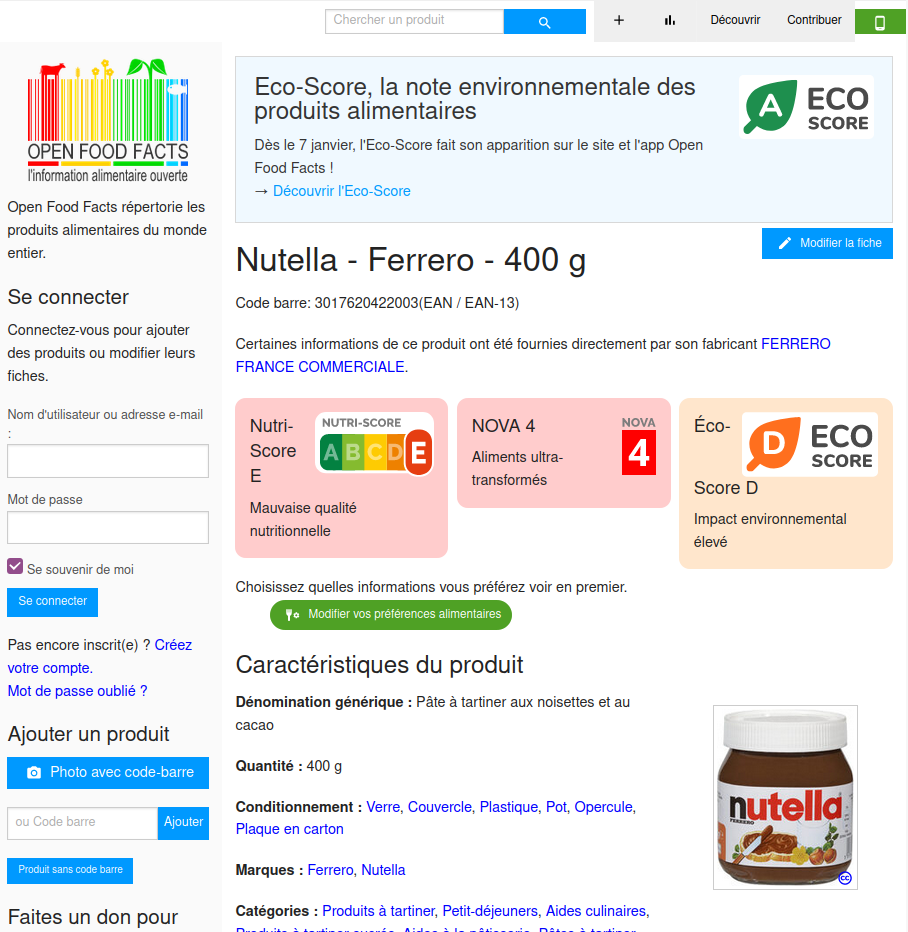 Chercher un produit
Découvrir
Contribuer
OPEN FOOD FACTS
l'information alimentaire ouverte
Open Food Facts répertorie les
produits alimentaires du monde
entier.
Se connecter
Connectez-vous pour ajouter
des produits ou modifier leurs
fiches.
Nom d'utilisateur ou adresse e-mail
:
Mot de passe
Se souvenir de moi
Se connecter
Pas encore inscrit(e) ? Créez
votre compte.
Mot de passe oublié ?
Ajouter un produit
Photo avec code-barre
ou Code barre
Ajouter
Produit sans code barre
Faites un don pour
Eco-Score, la note environnementale des
produits alimentaires
Dès le 7 janvier, l'Eco-Score fait son apparition sur le site et l'app Open
Food Facts !
→ Découvrir l'Eco-Score
A
ECO
SCORE
Modifier la fiche
Nutella - Ferrero - 400 g
Code barre: 3017620422003(EAN / EAN-13)
Certaines informations de ce produit ont été fournies directement par son fabricant FERRERO
FRANCE COMMERCIALE.
Nutri-
Score
E
NUTRI-SCORE
A B C D E
Mauvaise qualité
nutritionnelle
NOVA 4
Aliments ultra-
transformés
NOVA
4
Éco-
Score D
D
ECO
SCORE
Impact environnemental
élevé
Choisissez quelles informations vous préférez voir en premier.
Modifier vos préférences alimentaires
Caractéristiques du produit
Dénomination générique : Pâte à tartiner aux noisettes et au
cacao
Quantité : 400 g
Conditionnement : Verre, Couvercle, Plastique, Pot, Opercule,
Plaque en carton
Marques : Ferrero, Nutella
Catégories : Produits à tartiner, Petit-déjeuners, Aides culinaires,
Produits à tartiner sucrés, Aides à la pâtisserie, Pâtes à tartiner
FERRERO
nutella
cc